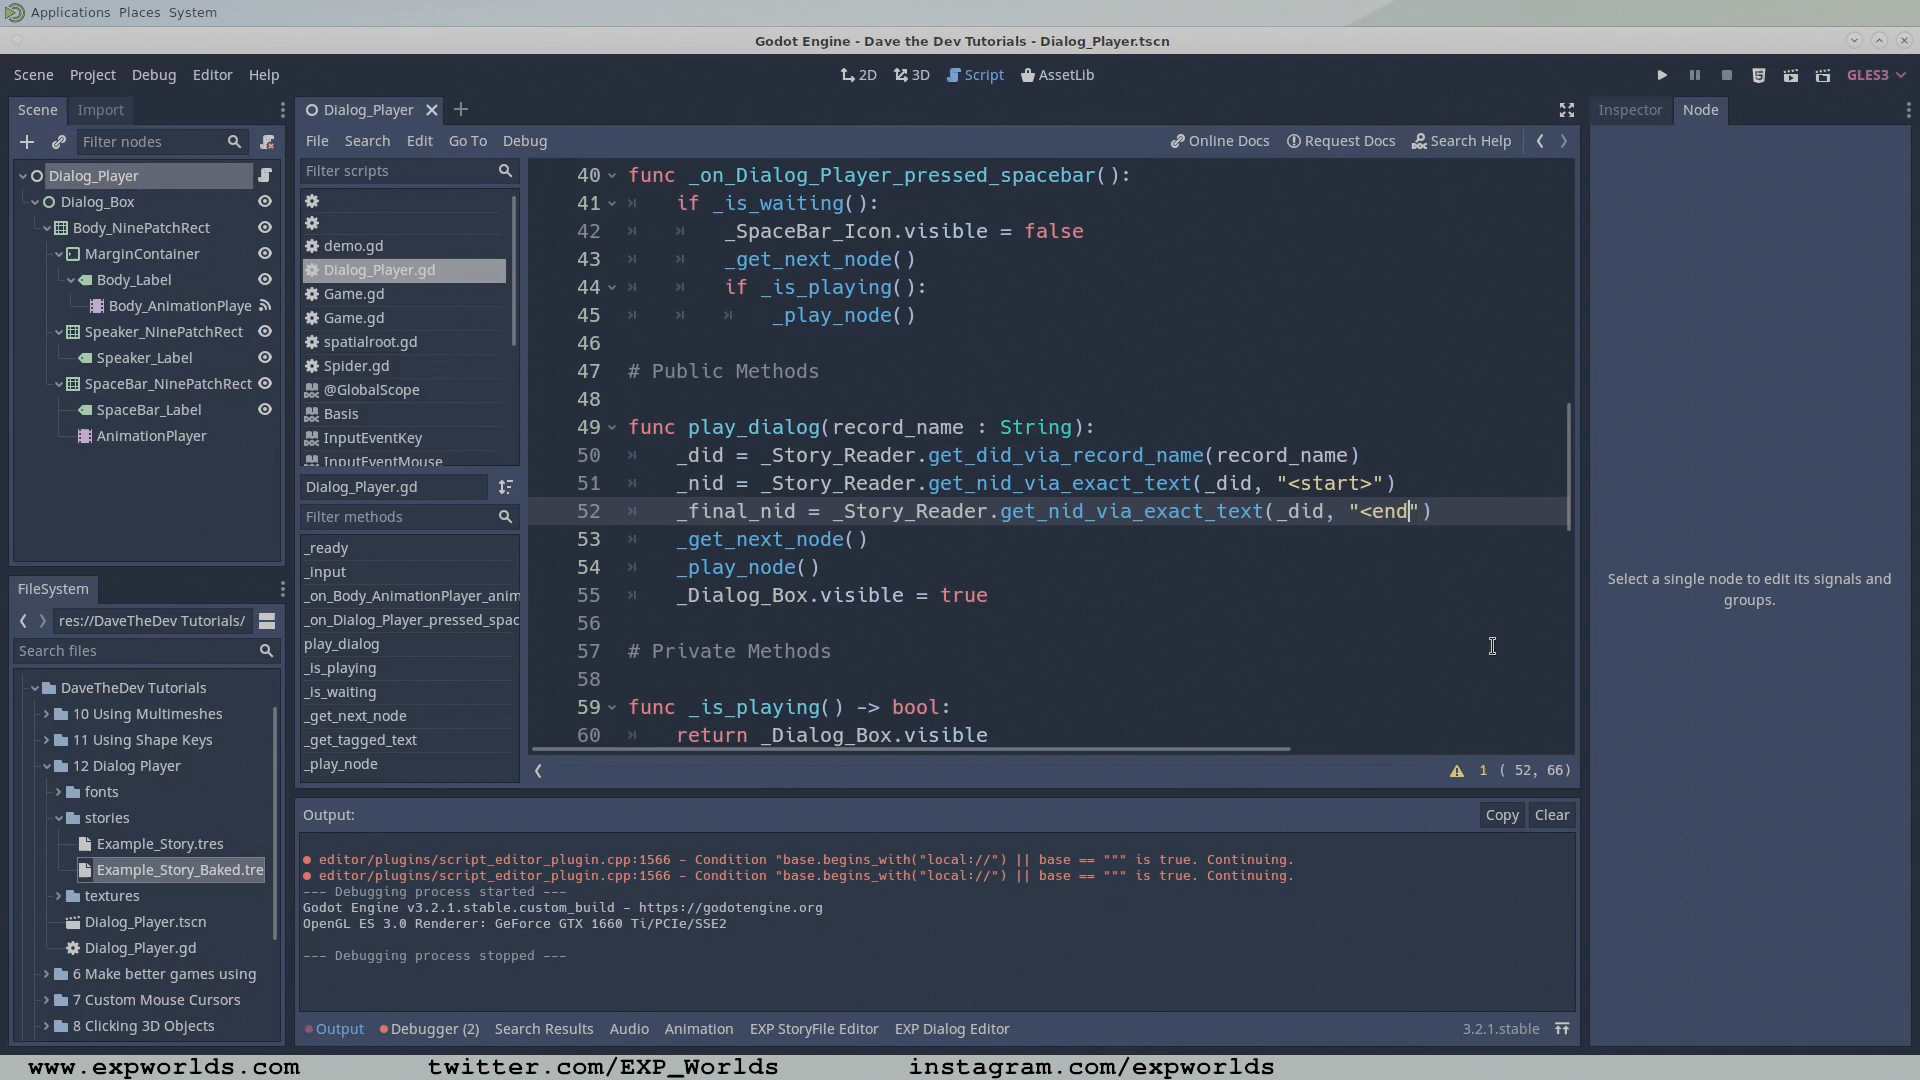 Applications Places System
Godot Engine - Dave the Dev Tutorials - Dialog_Player.tscn
Scene Project Debug Editor Help
2D 3D Script AssetLib
GLES3
Scene Import
Filter nodes
Dialog_Player
Dialog_Box
Body_NinePatchRect
MarginContainer
Body_Label
Body_AnimationPlaye
Speaker_NinePatchRect
Speaker_Label
SpaceBar_NinePatchRect
SpaceBar_Label
AnimationPlayer
FileSystem
res://DaveTheDev Tutorials/
Search files
DaveTheDev Tutorials
10 Using Multimeshes
11 Using Shape Keys
12 Dialog Player
fonts
stories
Example_Story.tres
Example_Story_Baked.tre
textures
Dialog_Player.tscn
Dialog_Player.gd
6 Make better games using
7 Custom Mouse Cursors
8 Clicking 3D Objects
Dialog_Player
File Search Edit Go To Debug
Online Docs Request Docs Search Help
Filter scripts
demo.gd
Dialog_Player.gd
Game.gd
Game.gd
spatialroot.gd
Spider.gd
@GlobalScope
Basis
InputEventKey
InputEventMouse
Dialog_Player.gd
Filter methods
_ready
_input
_on_Body_AnimationPlayer_anim
_on_Dialog_Player_pressed_spac
play_dialog
_is_playing
_is_waiting
_get_next_node
_get_tagged_text
_play_node
40 func _on_Dialog_Player_pressed_spacebar():
41 if _is_waiting():
42 _SpaceBar_Icon.visible = false
43 _get_next_node()
44 if _is_playing():
45 _play_node()
46
47 # Public Methods
48
49 func play_dialog(record_name : String):
50 _did = _Story_Reader.get_did_via_record_name(record_name)
51 _nid = _Story_Reader.get_nid_via_exact_text(_did, "<start>")
52 _final_nid = _Story_Reader.get_nid_via_exact_text(_did, "<end")
53 _get_next_node()
54 _play_node()
55 _Dialog_Box.visible = true
56
57 # Private Methods
58
59 func _is_playing() -> bool:
60 return _Dialog_Box.visible
1 ( 52, 66)
Output:
Copy Clear
editor/plugins/script_editor_plugin.cpp:1566 - Condition "base.begins_with("local://") || base == """ is true. Continuing.
editor/plugins/script_editor_plugin.cpp:1566 - Condition "base.begins_with("local://") || base == """ is true. Continuing.
--- Debugging process started ---
Godot Engine v3.2.1.stable.custom_build - https://godotengine.org
OpenGL ES 3.0 Renderer: GeForce GTX 1660 Ti/PCIe/SSE2
--- Debugging process stopped ---
Output Debugger (2) Search Results Audio Animation EXP StoryFile Editor EXP Dialog Editor
3.2.1.stable
Inspector Node
Select a single node to edit its signals and
groups.
www.expworlds.com twitter.com/EXP_Worlds instagram.com/expworlds